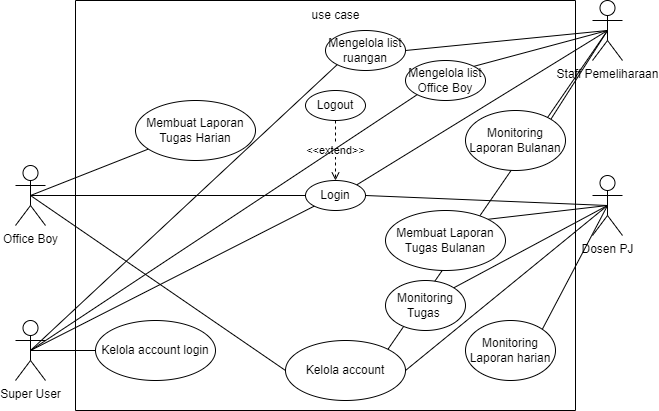 use case
Mengelola list
ruangan
Mengelola list
Office Boy
Staff Pemeliharaan
Logout
Membuat Laporan
Tugas Harian
Monitoring
Laporan Bulanan
<<extend>>
Login
Office Boy
Membuat Laporan
Tugas Bulanan
Dosen PJ
Monitoring
Tugas
Kelola account login
Monitoring
Laporan harian
Kelola account
Super User